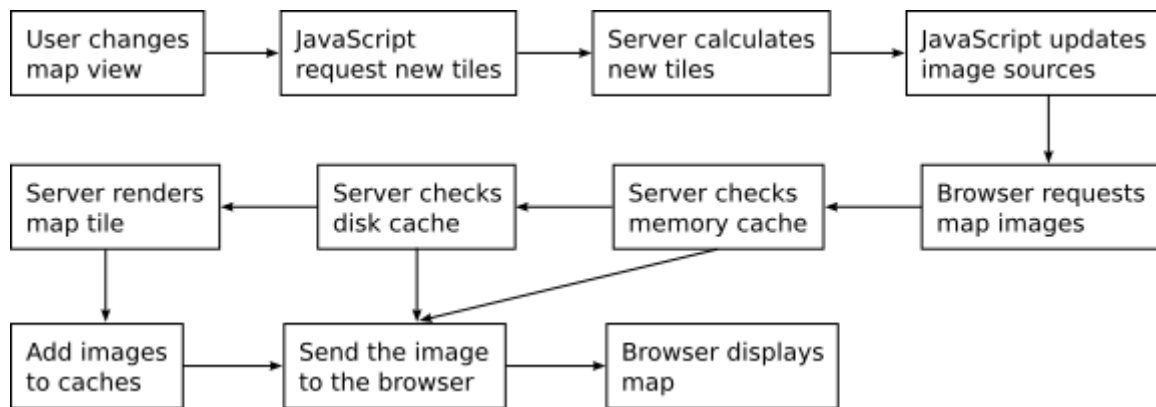 User changes
map view
JavaScript
request new tiles
Server calculates
new tiles
JavaScript updates
image sources
Server renders
map tile
Server checks
disk cache
Server checks
memory cache
Browser requests
map images
Add images
to caches
Send the image
to the browser
Browser displays
map